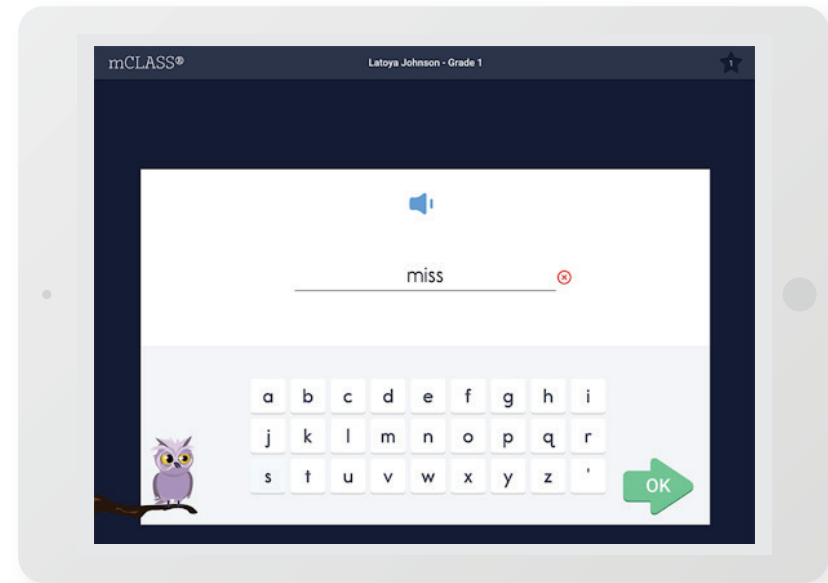 mCLASS®
Latoya Johnson - Grade 1
1
miss
a b c d e f g h i
j k l m n o p q r
s t u v w x y z '
OK